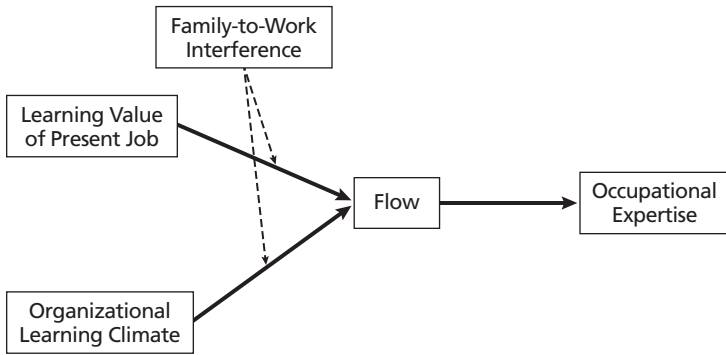 Family-to-Work
Interference
Learning Value
of Present Job
Flow
Occupational
Expertise
Organizational
Learning Climate